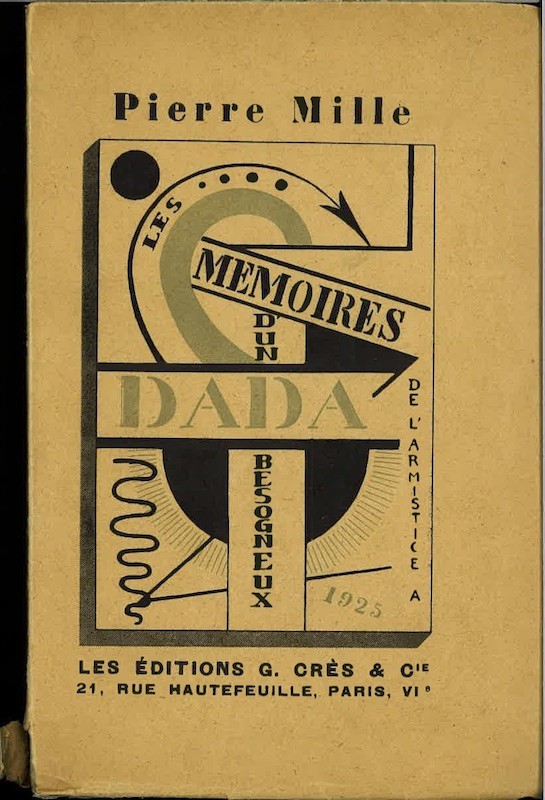 Pierre Mille
LES
MEMOIRES
D'UN
DADA
BESOGNEUX
DE L'ARMISTICE A
1925
LES ÉDITIONS G. CRÈS & CIE
21, RUE HAUTEFEUILLE, PARIS, VIe